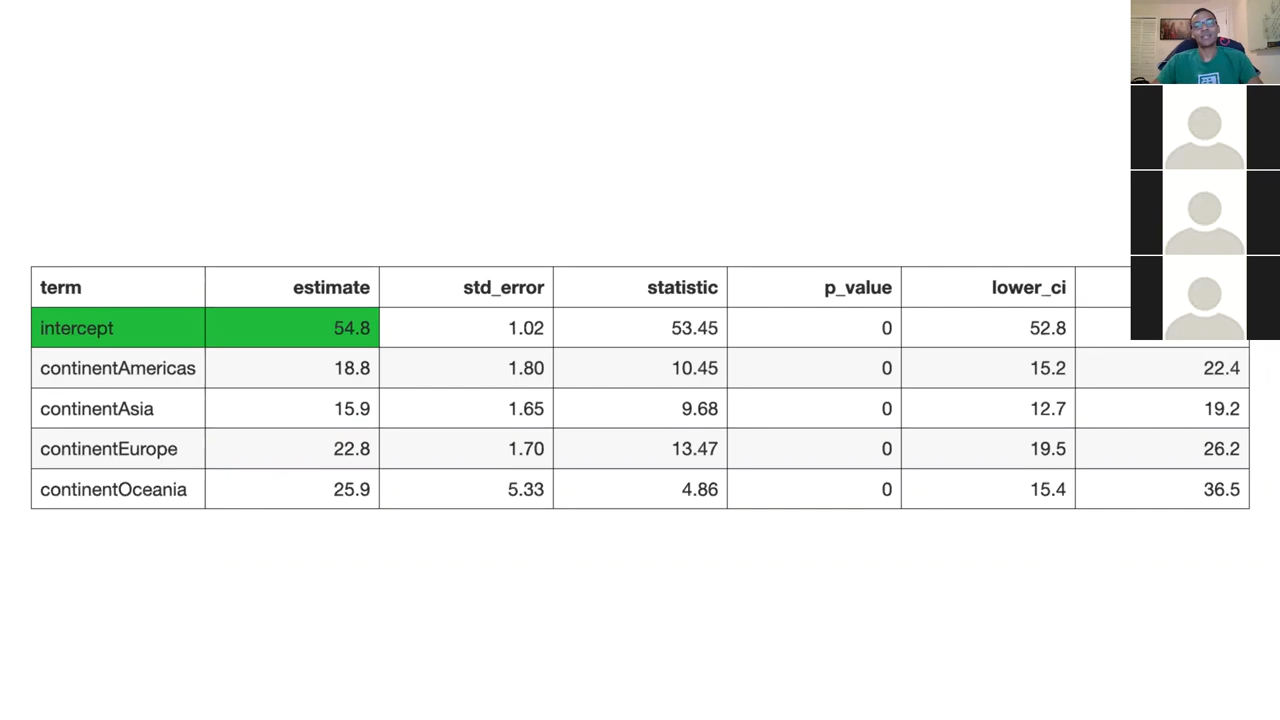 term estimate std_error statistic p_value lower_ci
intercept 54.8 1.02 53.45 0 52.8
continentAmericas 18.8 1.80 10.45 0 15.2 22.4
continentAsia 15.9 1.65 9.68 0 12.7 19.2
continentEurope 22.8 1.70 13.47 0 19.5 26.2
continentOceania 25.9 5.33 4.86 0 15.4 36.5